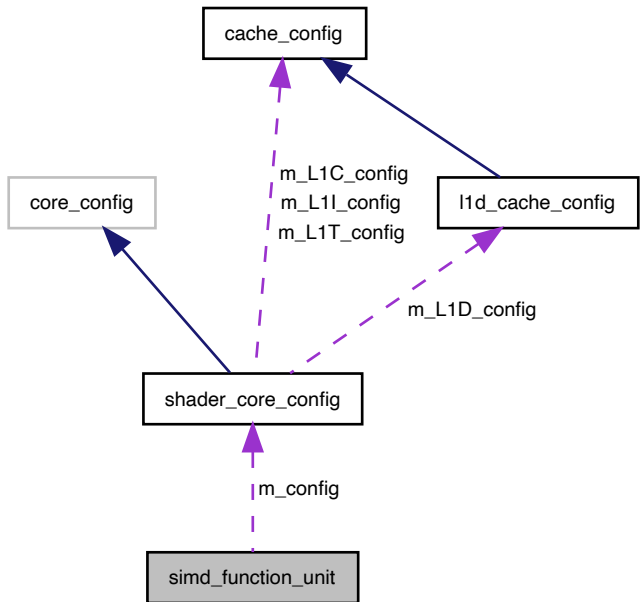 cache_config
m_L1C_config
m_L1I_config
m_L1T_config
core_config
l1d_cache_config
m_L1D_config
shader_core_config
m_config
simd_function_unit